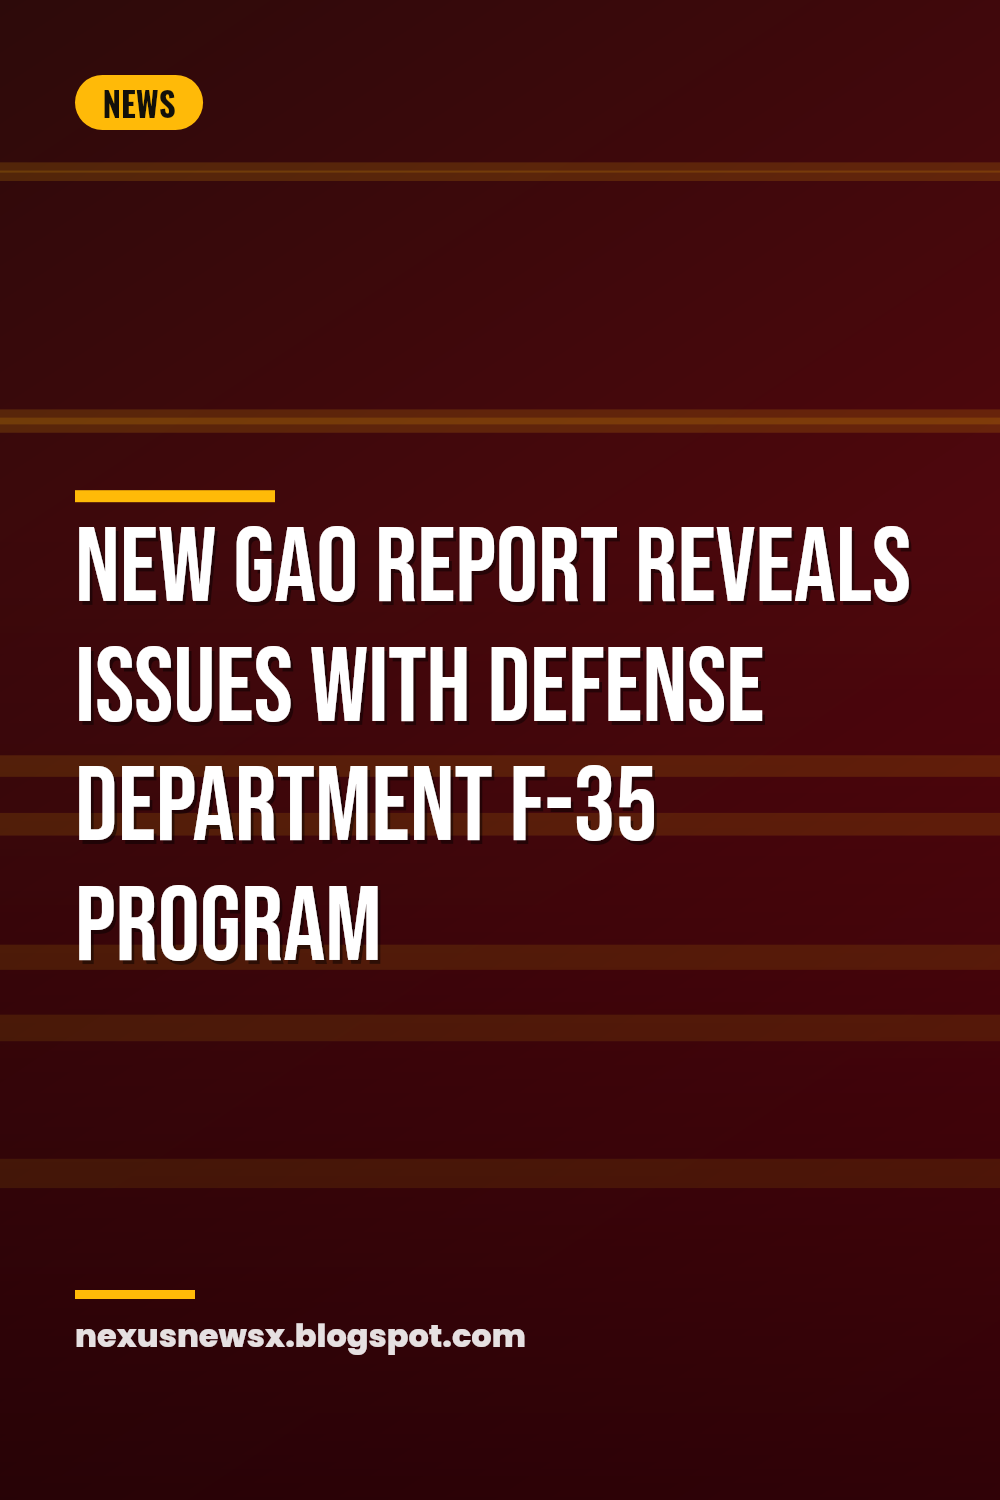 NEWS
NEW GAO REPORT REVEALS
ISSUES WITH DEFENSE
DEPARTMENT F-35
PROGRAM
nexusnewsx.blogspot.com